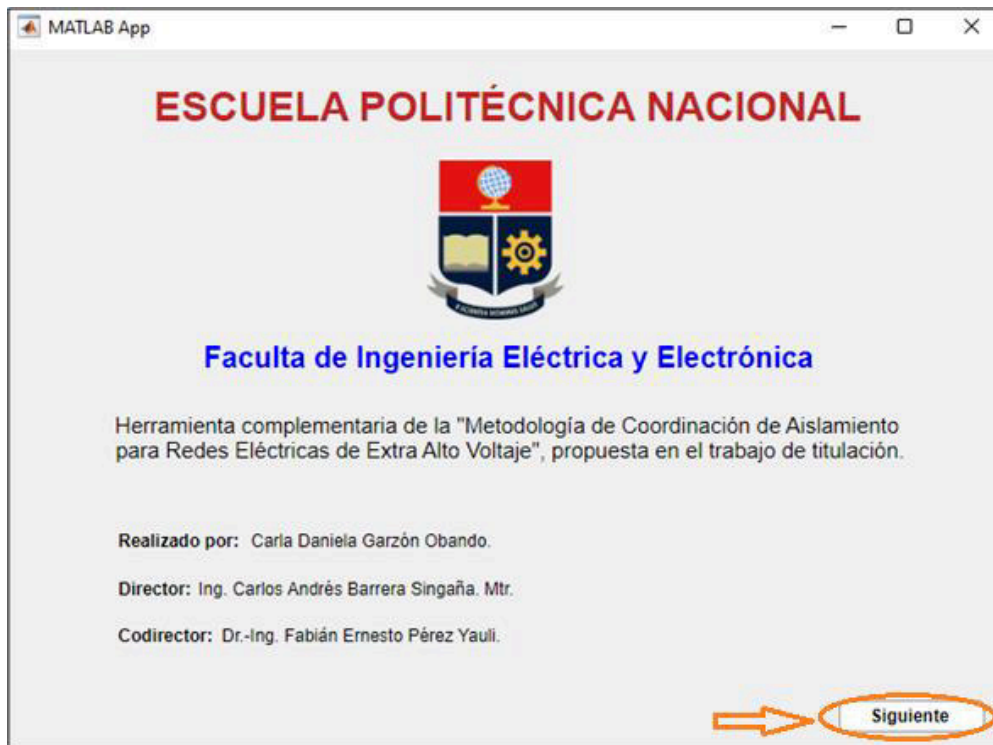 MATLAB App
ESCUELA POLITÉCNICA NACIONAL
Faculta de Ingeniería Eléctrica y Electrónica
Herramienta complementaria de la "Metodología de Coordinación de Aislamiento
para Redes Eléctricas de Extra Alto Voltaje", propuesta en el trabajo de titulación.
Realizado por: Carla Daniela Garzón Obando.
Director: Ing. Carlos Andrés Barrera Singaña. Mtr.
Codirector: Dr.-Ing. Fabián Ernesto Pérez Yauli.
Siguiente